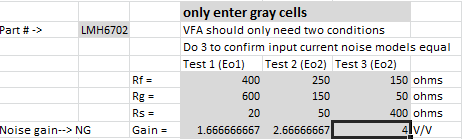 only enter gray cells
Part # -> LMH6702 VFA should only need two conditions
Do 3 to confirm input current noise models equal
Test 1 (Eo1) Test 2 (Eo2) Test 3 (Eo2)
Rf = 400 250 150 ohms
Rg = 600 150 50 ohms
Rs = 20 50 400 ohms
Noise gain--> NG Gain = 1.666666667 2.66666667 4 V/V